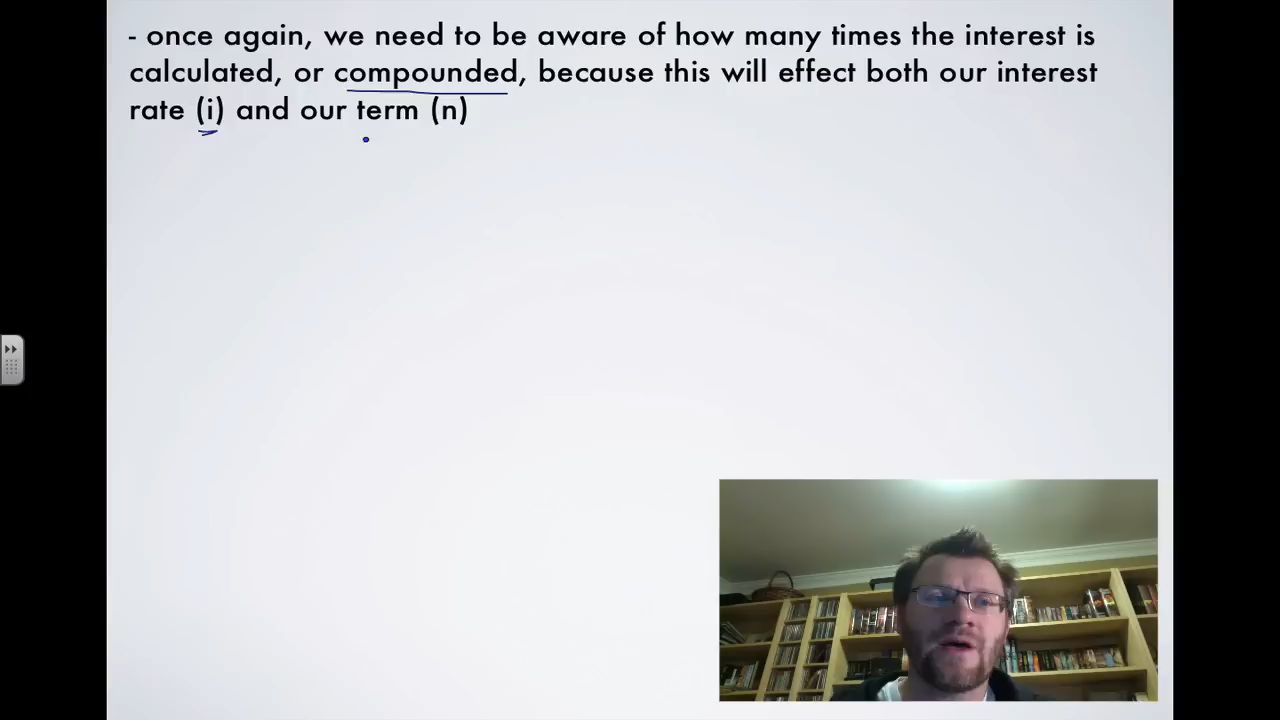 - once again, we need to be aware of how many times the interest is
calculated, or compounded, because this will effect both our interest
rate (i) and our term (n)